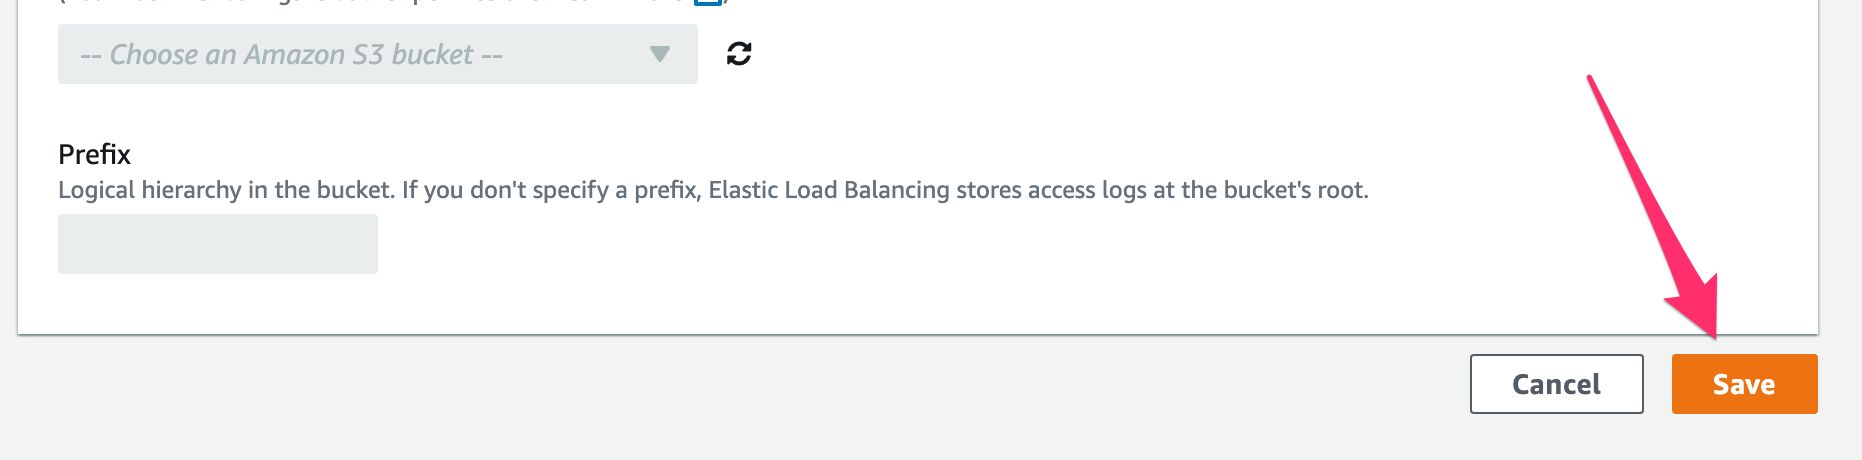 -- Choose an Amazon S3 bucket --
Prefix
Logical hierarchy in the bucket. If you don't specify a prefix, Elastic Load Balancing stores access logs at the bucket's root.
Cancel
Save